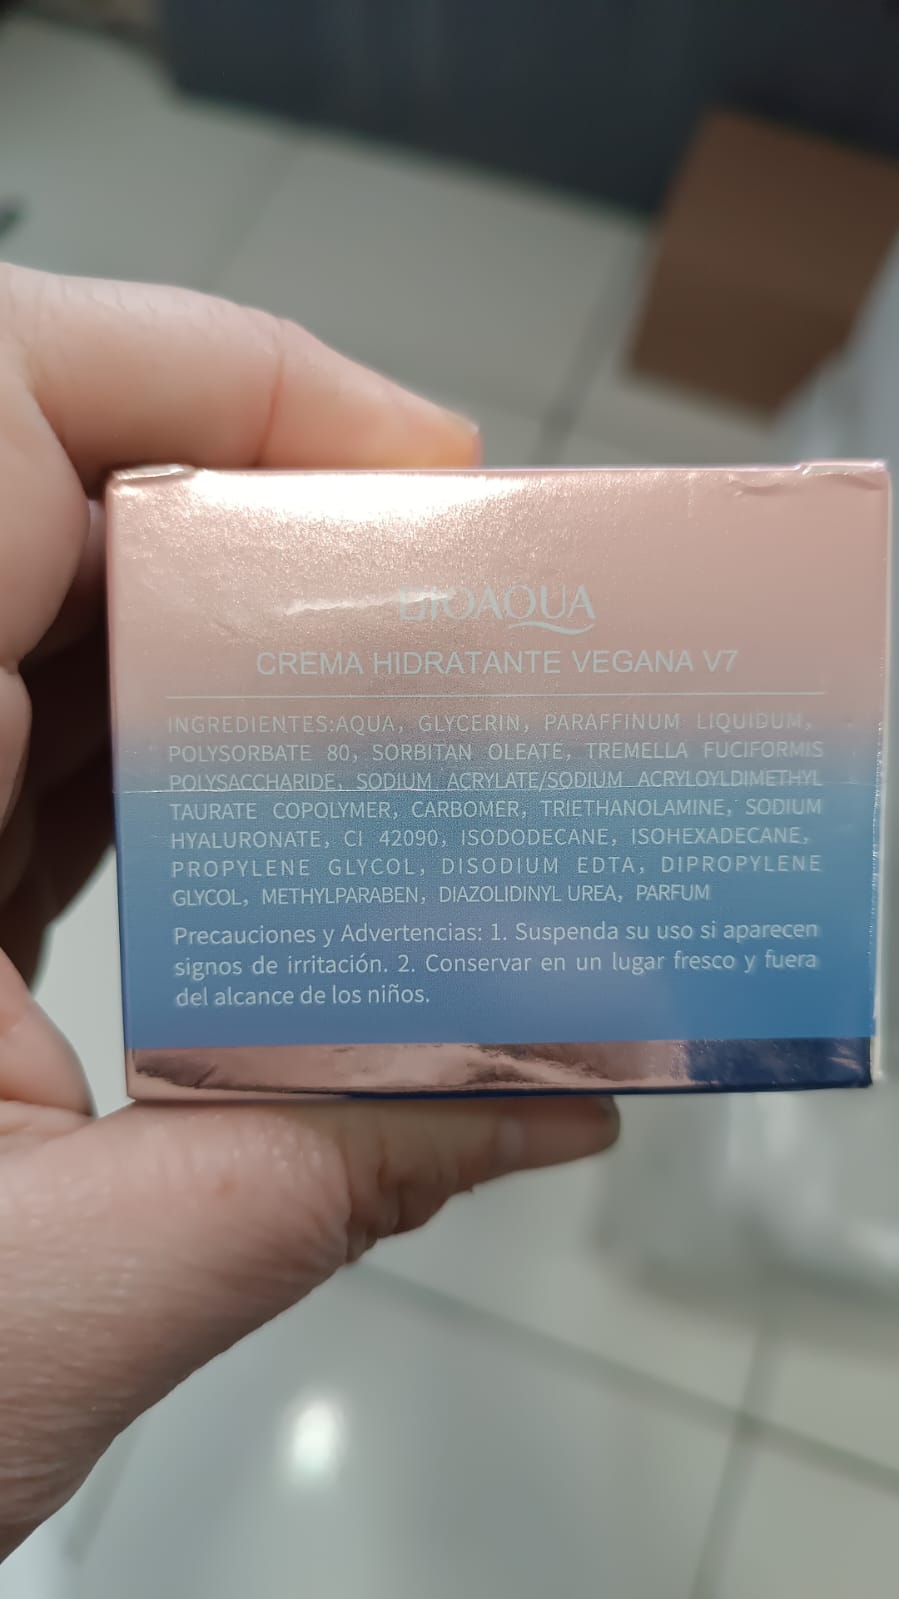 BIOAQUA
CREMA HIDRATANTE VEGANA V7
INGREDIENTES:AQUA, GLYCERIN, PARAFFINUM LIQUIDUM,
POLYSORBATE 80, SORBITAN OLEATE, TREMELLA FUCIFORMIS
POLYSACCHARIDE, SODIUM ACRYLATE/SODIUM ACRYLOYLDIMETHYL
TAURATE COPOLYMER, CARBOMER, TRIETHANOLAMINE, SODIUM
HYALURONATE, CI 42090, ISODODECANE, ISOHEXADECANE,
PROPYLENE GLYCOL, DISODIUM EDTA, DIPROPYLENE
GLYCOL, METHYLPARABEN, DIAZOLIDINYL UREA, PARFUM
Precauciones y Advertencias: 1. Suspenda su uso si aparecen
signos de irritación. 2. Conservar en un lugar fresco y fuera
del alcance de los niños.